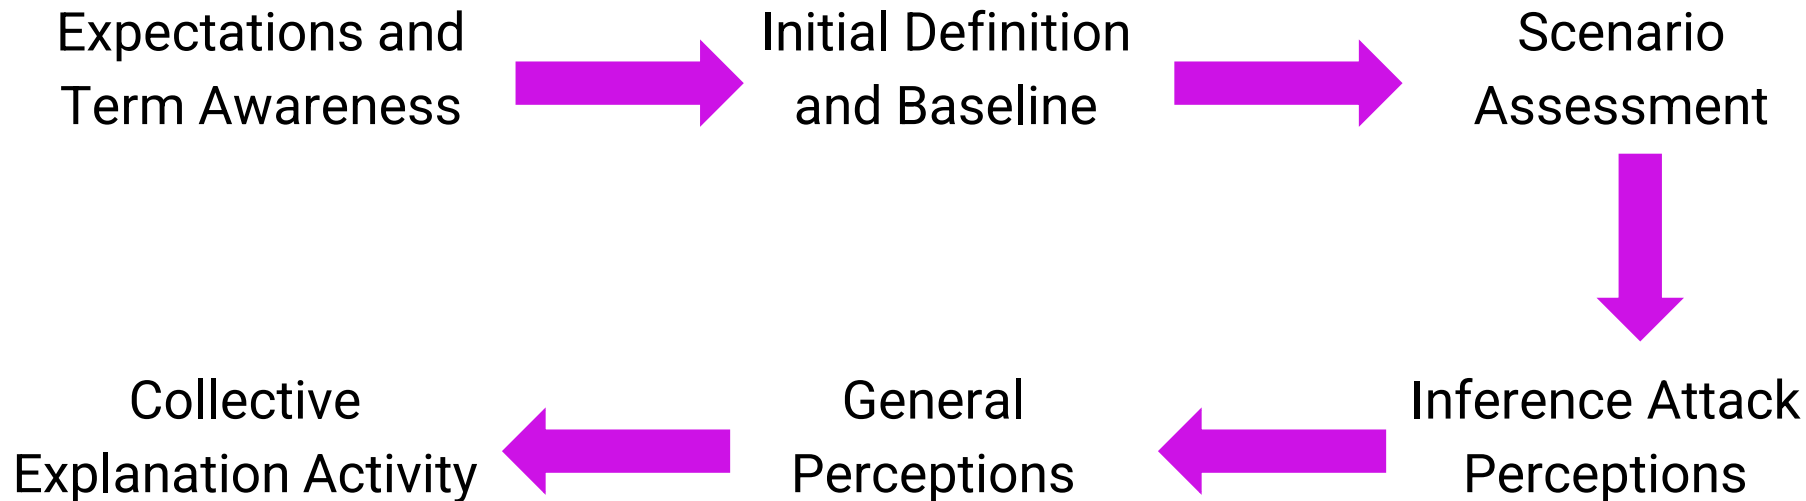 Expectations and
Term Awareness
Initial Definition
and Baseline
Scenario
Assessment
Inference Attack
Perceptions
General
Perceptions
Collective
Explanation Activity